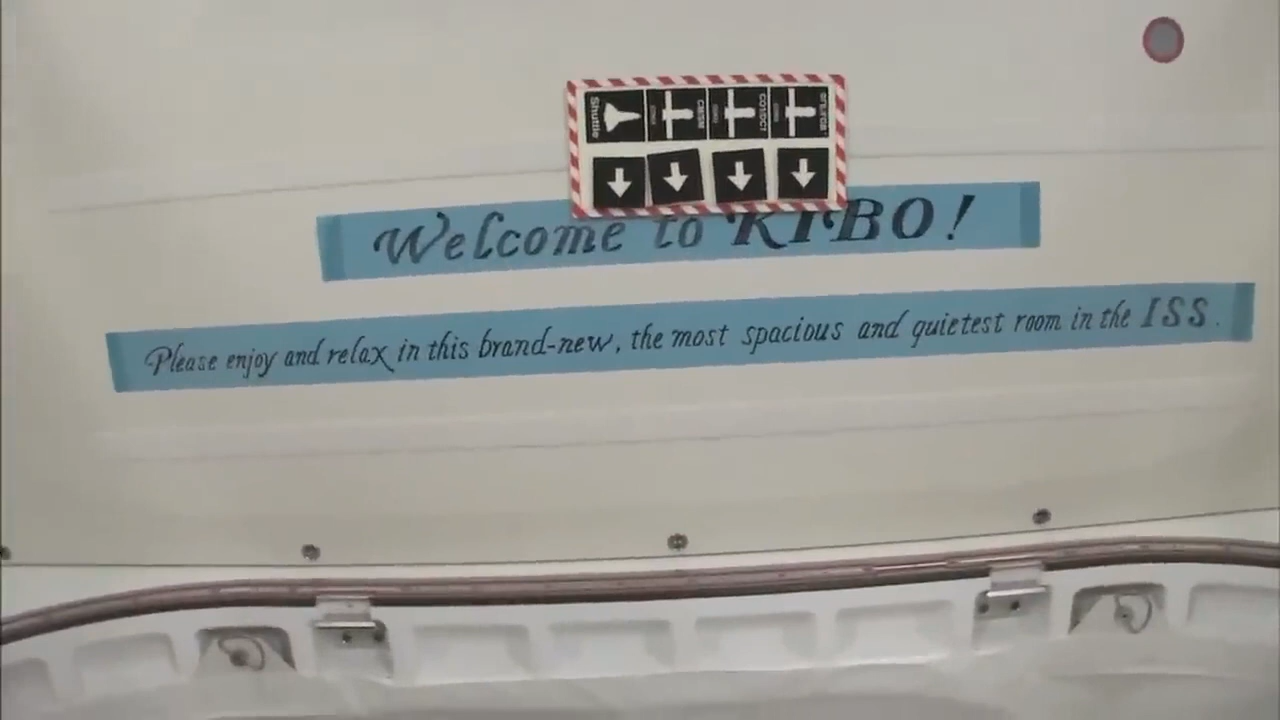 Shuttle
Welcome to KIBO!
Please enjoy and relax in this brand-new, the most spacious and quietest room in the ISS.